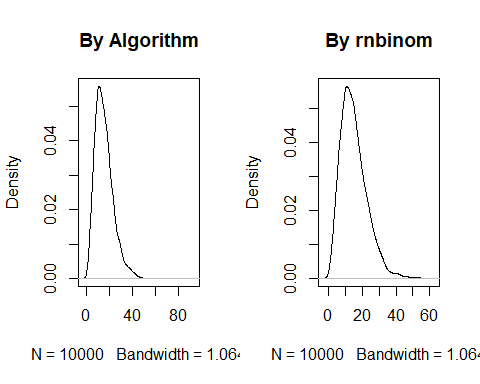 By Algorithm
Density
0.00 0.02 0.04
0 40 80
N = 10000 Bandwidth = 1.064
By rnbinom
Density
0.00 0.02 0.04
0 20 40 60
N = 10000 Bandwidth = 1.064